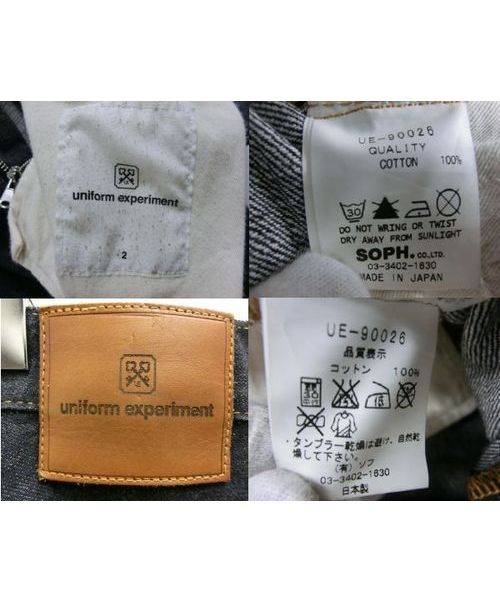 uniform experiment
2
UE-90026
QUALITY
COTTON 100%
30
DO NOT WRING OR TWIST
DRY AWAY FROM SUNLIGHT
SOPH.CO.,LTD.
03-3402-1630
MADE IN JAPAN
uniform experiment
UE-90026
品質表示
コットン 100%
・タンブラー乾燥は避け、自然乾
燥して下さい。
(有)ソフ
03-3402-1630
日本製